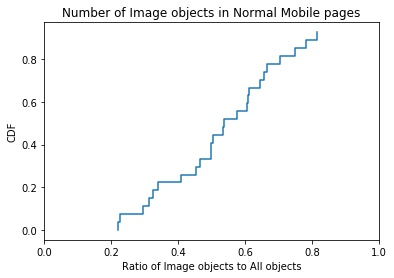 Number of Image objects in Normal Mobile pages
CDF
0.8
0.6
0.4
0.2
0.0
0.0 0.2 0.4 0.6 0.8 1.0
Ratio of Image objects to All objects